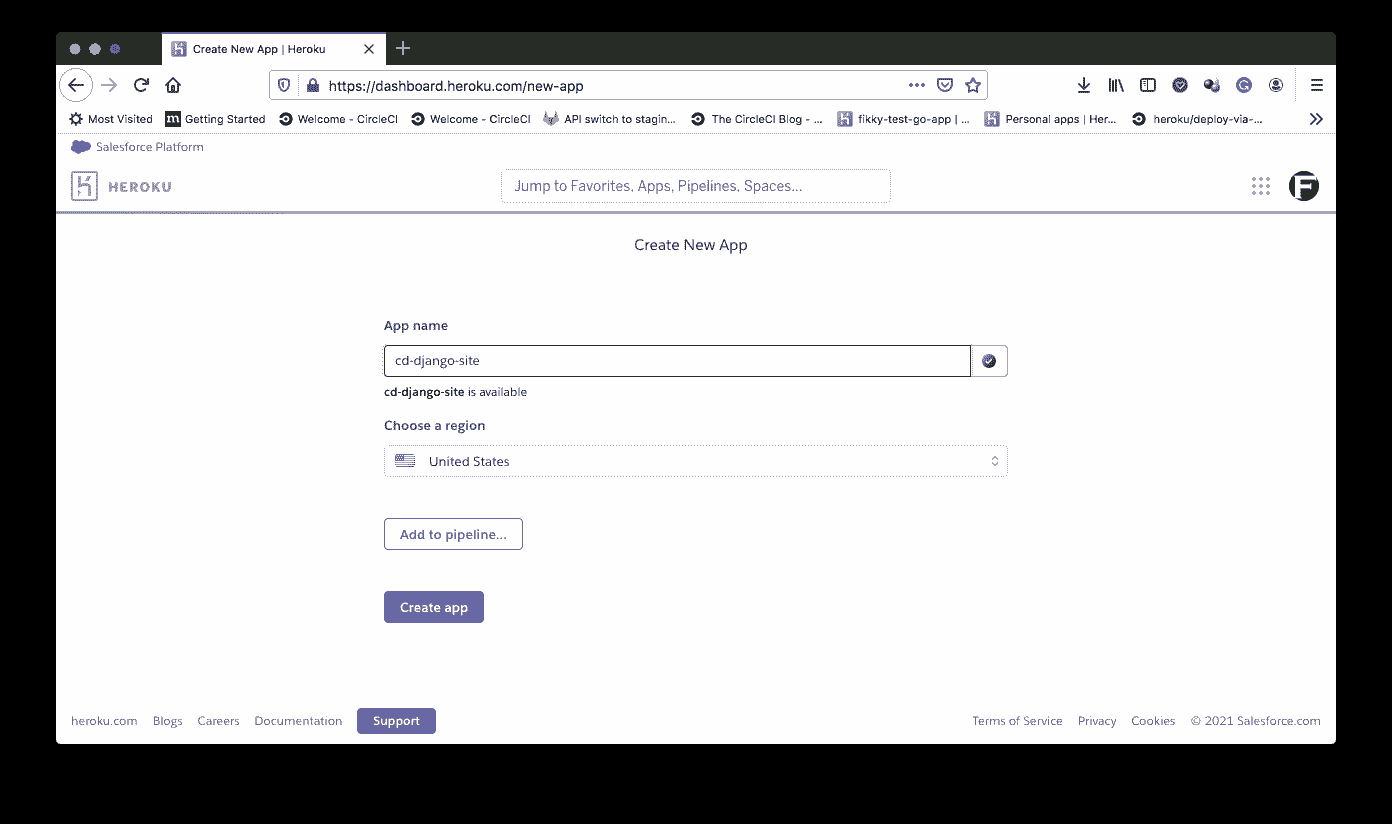 Create New App | Heroku
https://dashboard.heroku.com/new-app
Most Visited Getting Started Welcome - CircleCI Welcome - CircleCI API switch to stagin... The CircleCI Blog - ... fikky-test-go-app | ... Personal apps | Her... heroku/deploy-via-...
Salesforce Platform
HEROKU
Jump to Favorites, Apps, Pipelines, Spaces...
F
Create New App
App name
cd-django-site
cd-django-site is available
Choose a region
United States
Add to pipeline...
Create app
heroku.com Blogs Careers Documentation Support Terms of Service Privacy Cookies © 2021 Salesforce.com